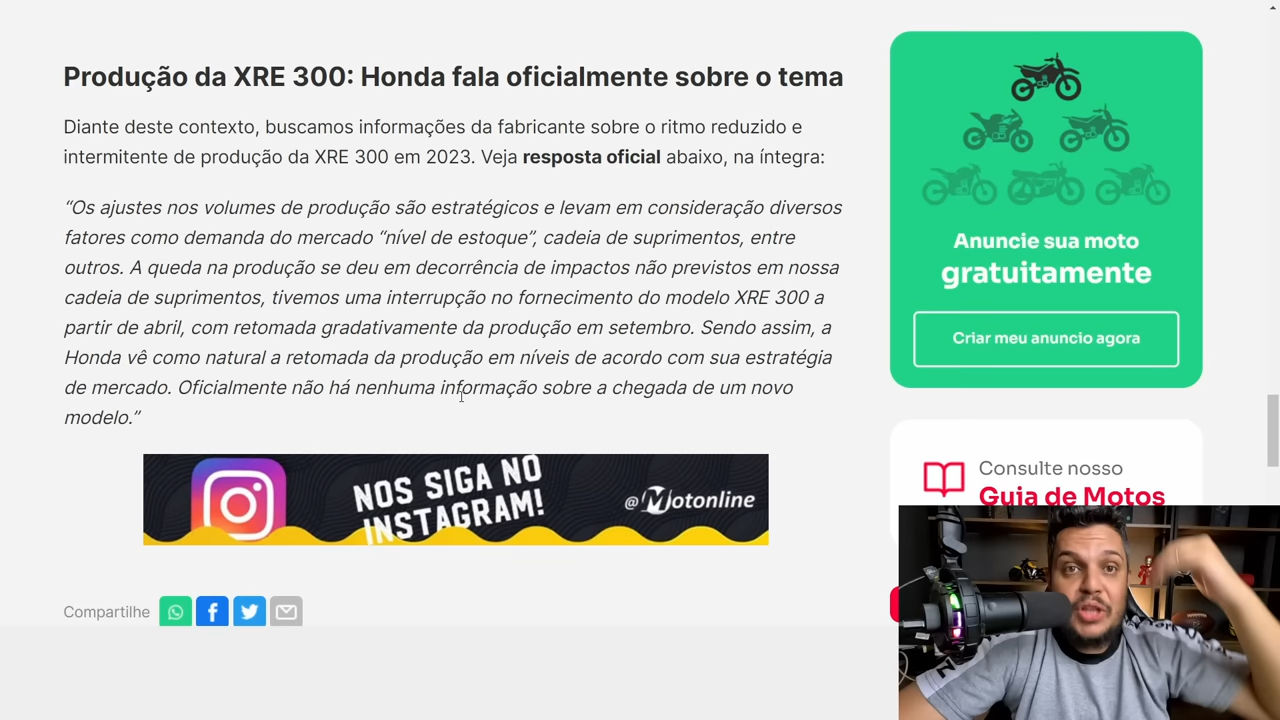 Produção da XRE 300: Honda fala oficialmente sobre o tema
Diante deste contexto, buscamos informações da fabricante sobre o ritmo reduzido e
intermitente de produção da XRE 300 em 2023. Veja resposta oficial abaixo, na íntegra:
“Os ajustes nos volumes de produção são estratégicos e levam em consideração diversos
fatores como demanda do mercado “nível de estoque”, cadeia de suprimentos, entre
outros. A queda na produção se deu em decorrência de impactos não previstos em nossa
cadeia de suprimentos, tivemos uma interrupção no fornecimento do modelo XRE 300 a
partir de abril, com retomada gradativamente da produção em setembro. Sendo assim, a
Honda vê como natural a retomada da produção em níveis de acordo com sua estratégia
de mercado. Oficialmente não há nenhuma informação sobre a chegada de um novo
modelo.”
NOS SIGA NO
INSTAGRAM!
@Motonline
Compartilhe
Anuncie sua moto
gratuitamente
Criar meu anuncio agora
Consulte nosso
Guia de Motos